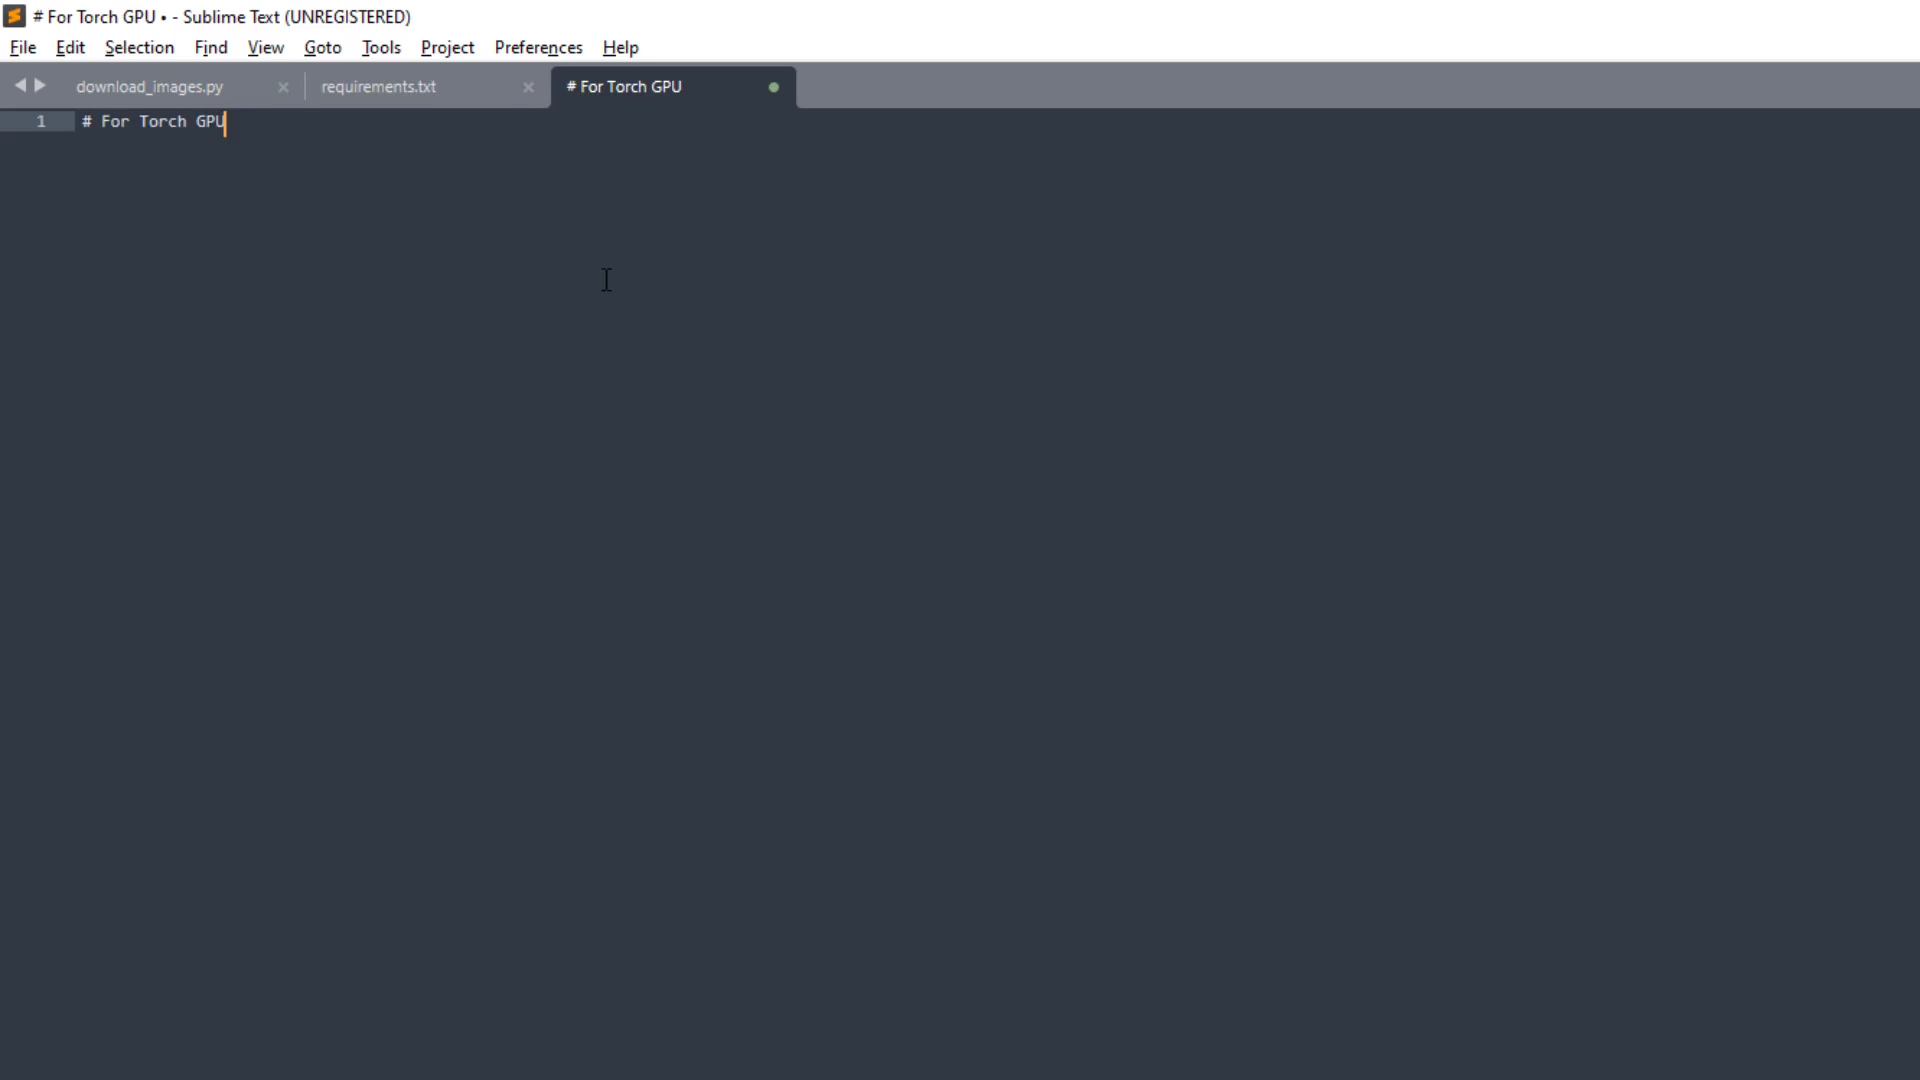 # For Torch GPU • - Sublime Text (UNREGISTERED)
File Edit Selection Find View Goto Tools Project Preferences Help
download_images.py requirements.txt # For Torch GPU
1 # For Torch GPU